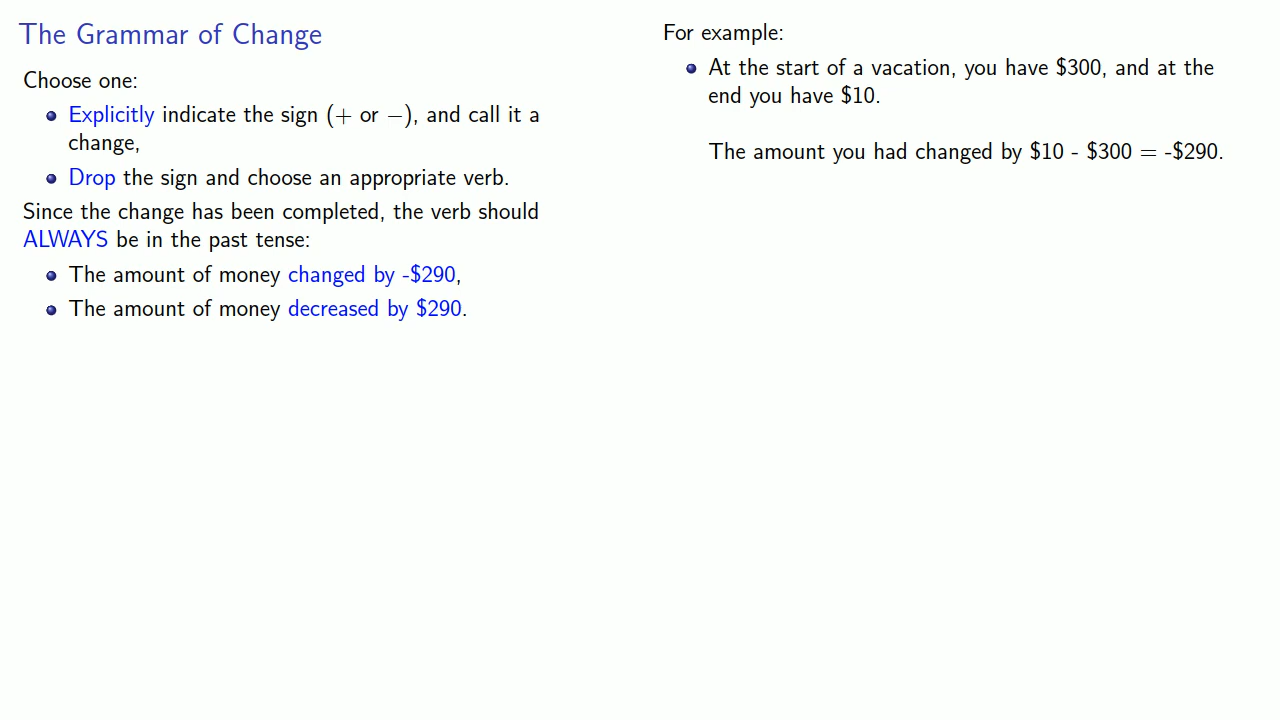 The Grammar of Change
Choose one:
Explicitly indicate the sign (+ or −), and call it a
change,
Drop the sign and choose an appropriate verb.
Since the change has been completed, the verb should
ALWAYS be in the past tense:
The amount of money changed by -$290,
The amount of money decreased by $290.
For example:
At the start of a vacation, you have $300, and at the
end you have $10.
The amount you had changed by $10 - $300 = -$290.